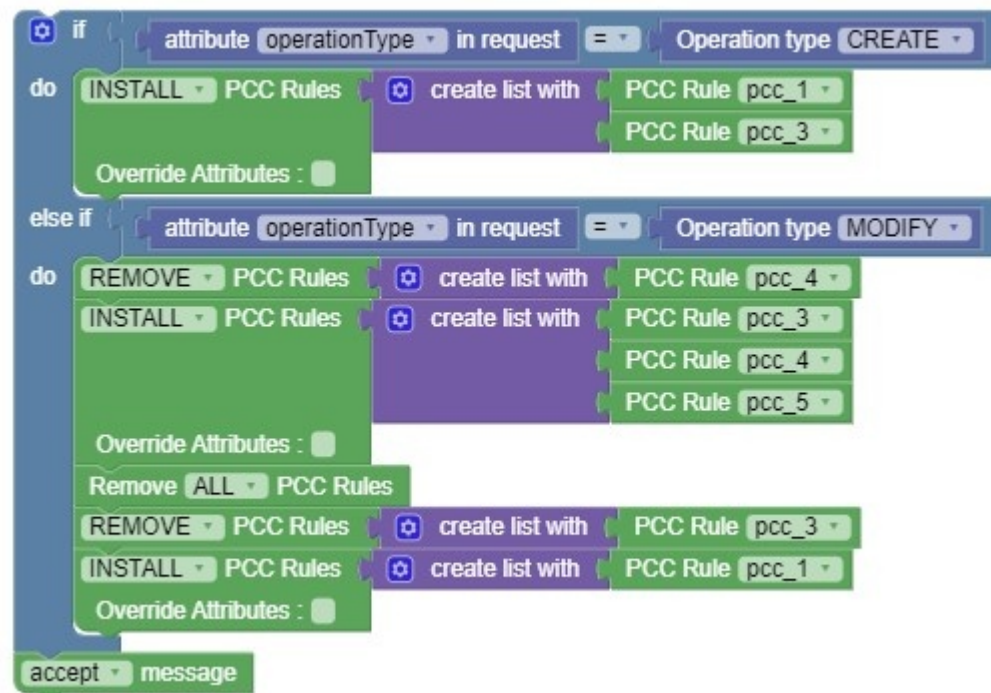 if attribute operationType in request = Operation type CREATE
do INSTALL PCC Rules create list with PCC Rule pcc_1
PCC Rule pcc_3
Override Attributes :
else if attribute operationType in request = Operation type MODIFY
do REMOVE PCC Rules create list with PCC Rule pcc_4
INSTALL PCC Rules create list with PCC Rule pcc_3
PCC Rule pcc_4
PCC Rule pcc_5
Override Attributes :
Remove ALL PCC Rules
REMOVE PCC Rules create list with PCC Rule pcc_3
INSTALL PCC Rules create list with PCC Rule pcc_1
Override Attributes :
accept message